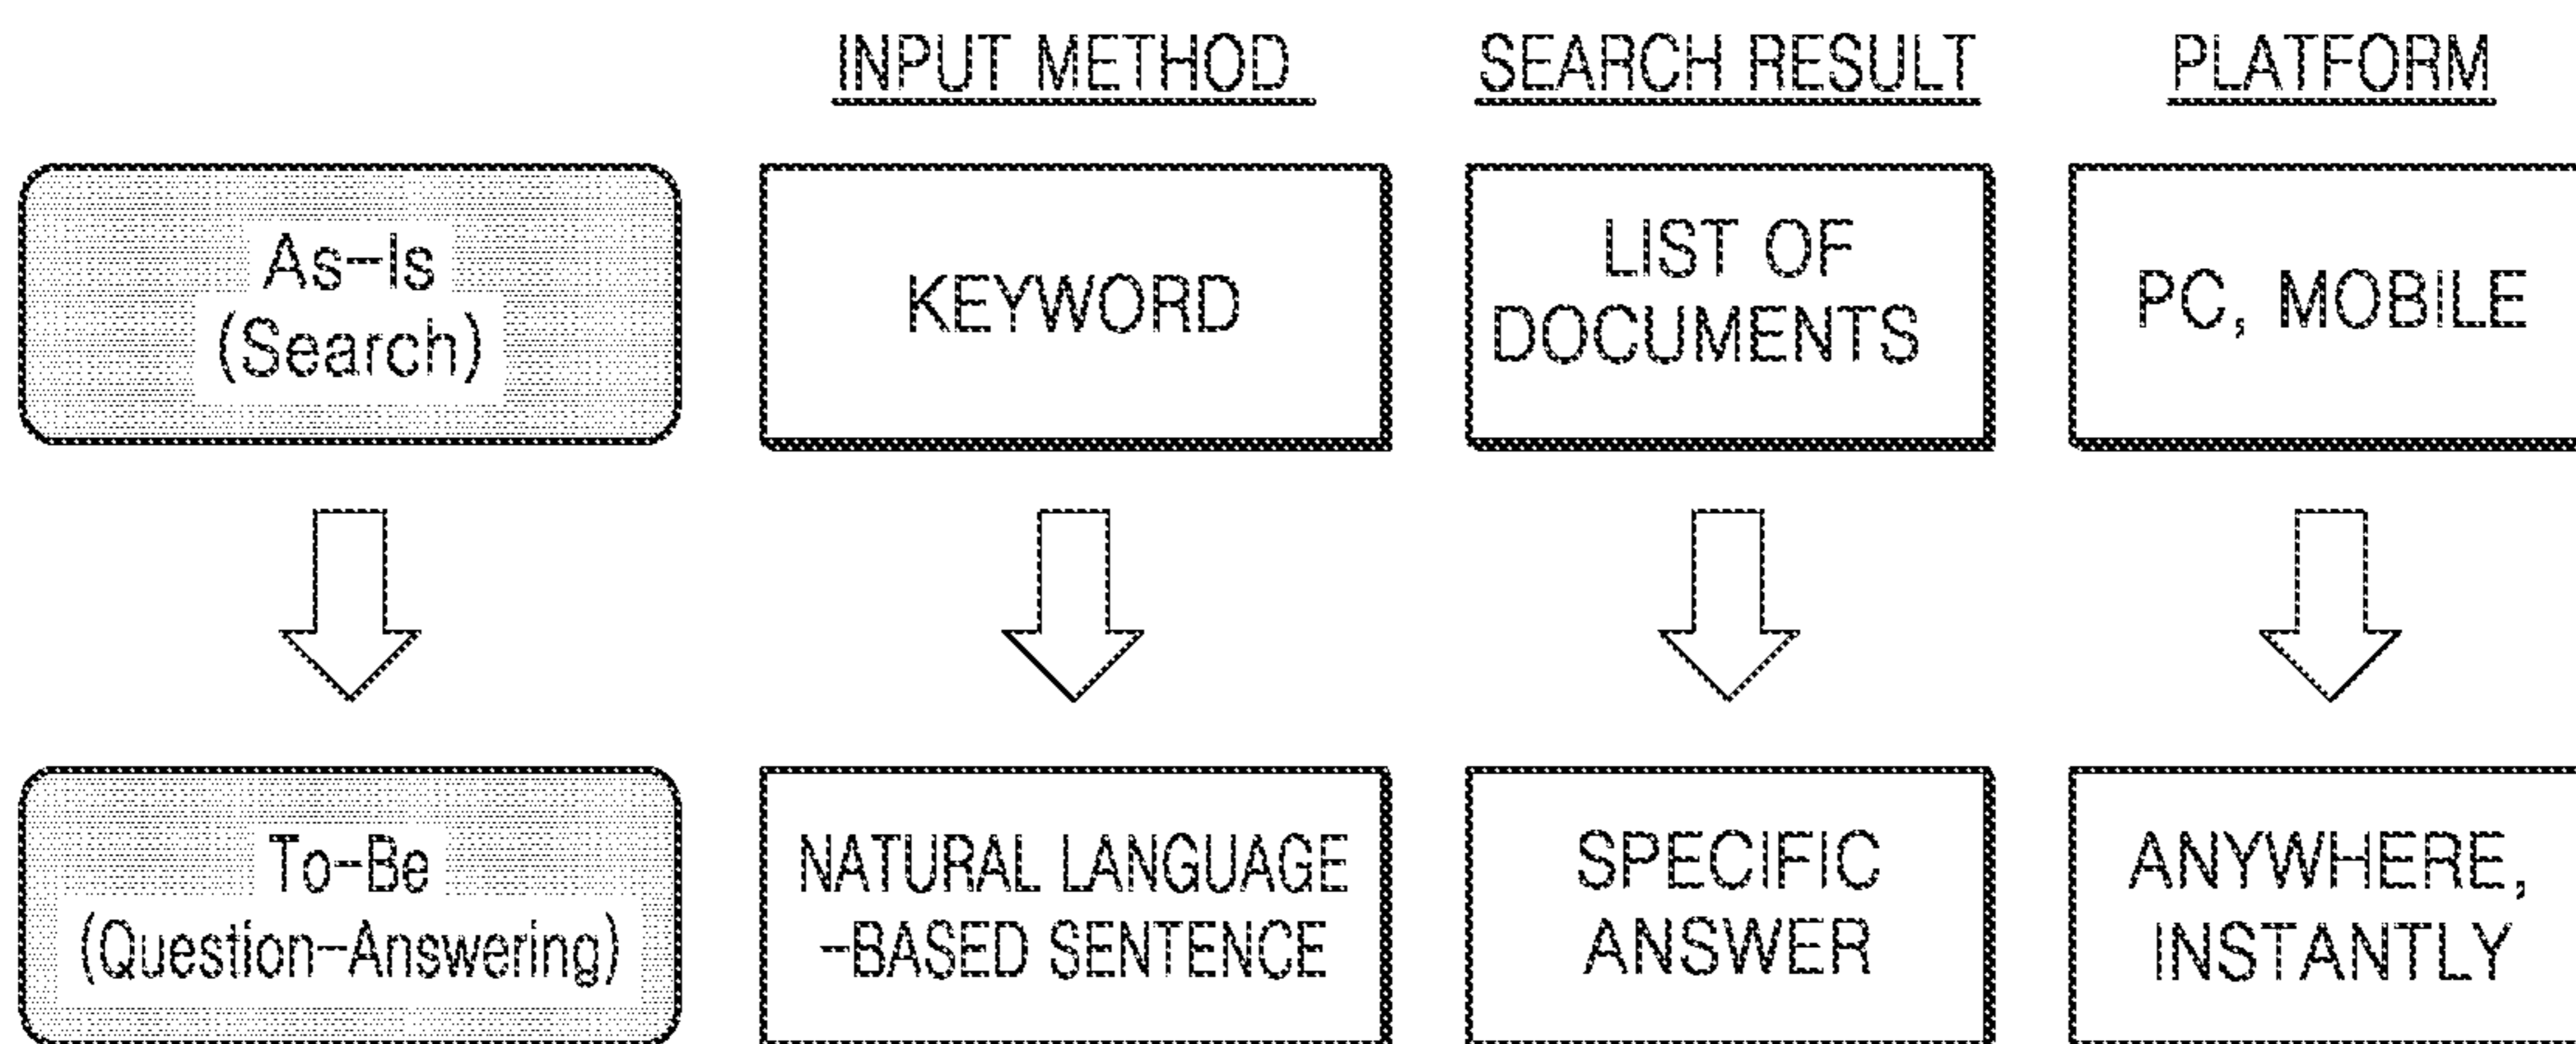 INPUT METHOD
SEARCH RESULT
PLATFORM
As-Is
(Search)
KEYWORD
LIST OF
DOCUMENTS
PC, MOBILE
To-Be
(Question-Answering)
NATURAL LANGUAGE
-BASED SENTENCE
SPECIFIC
ANSWER
ANYWHERE,
INSTANTLY